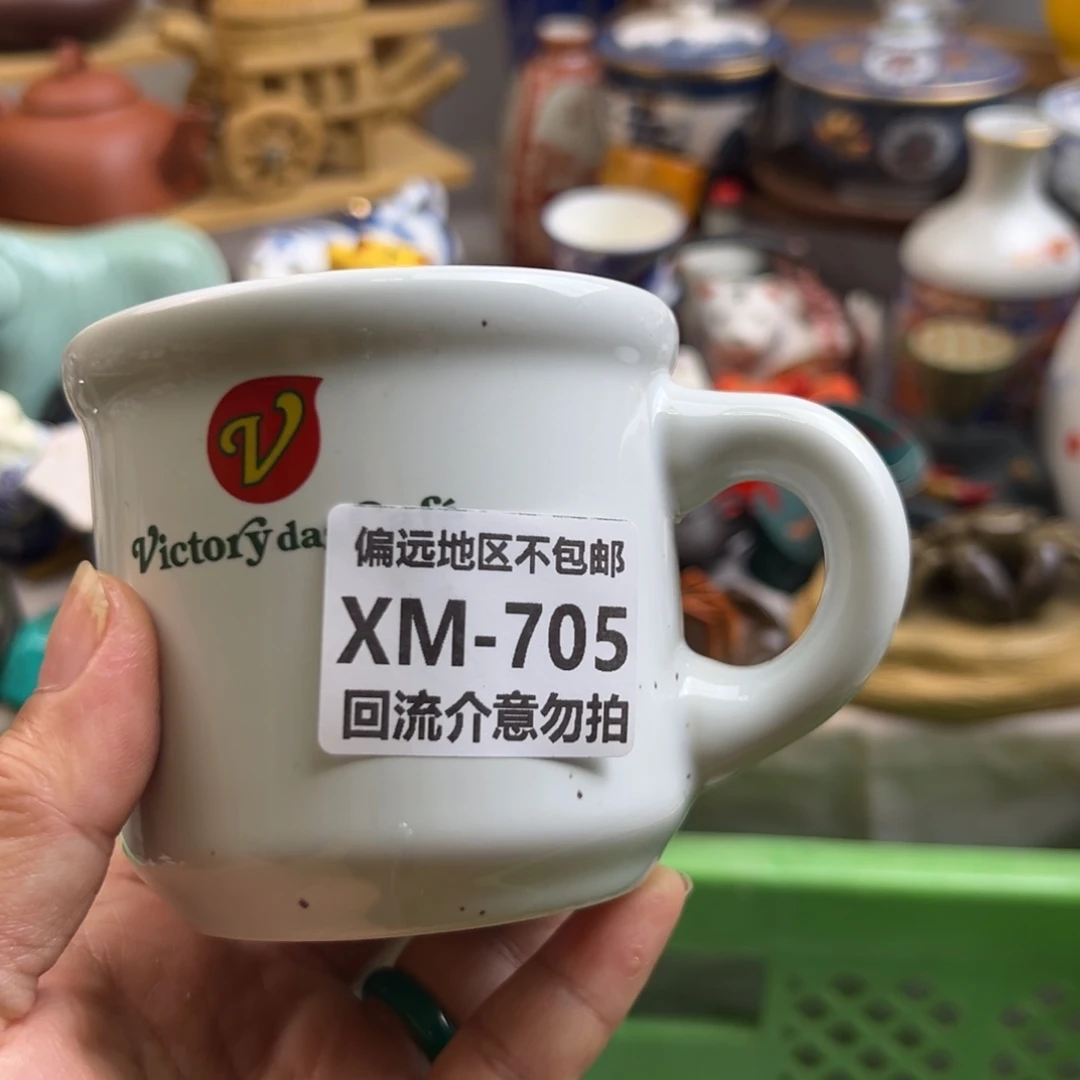 V
Victory da
偏远地区不包邮
XM-705
回流介意勿拍